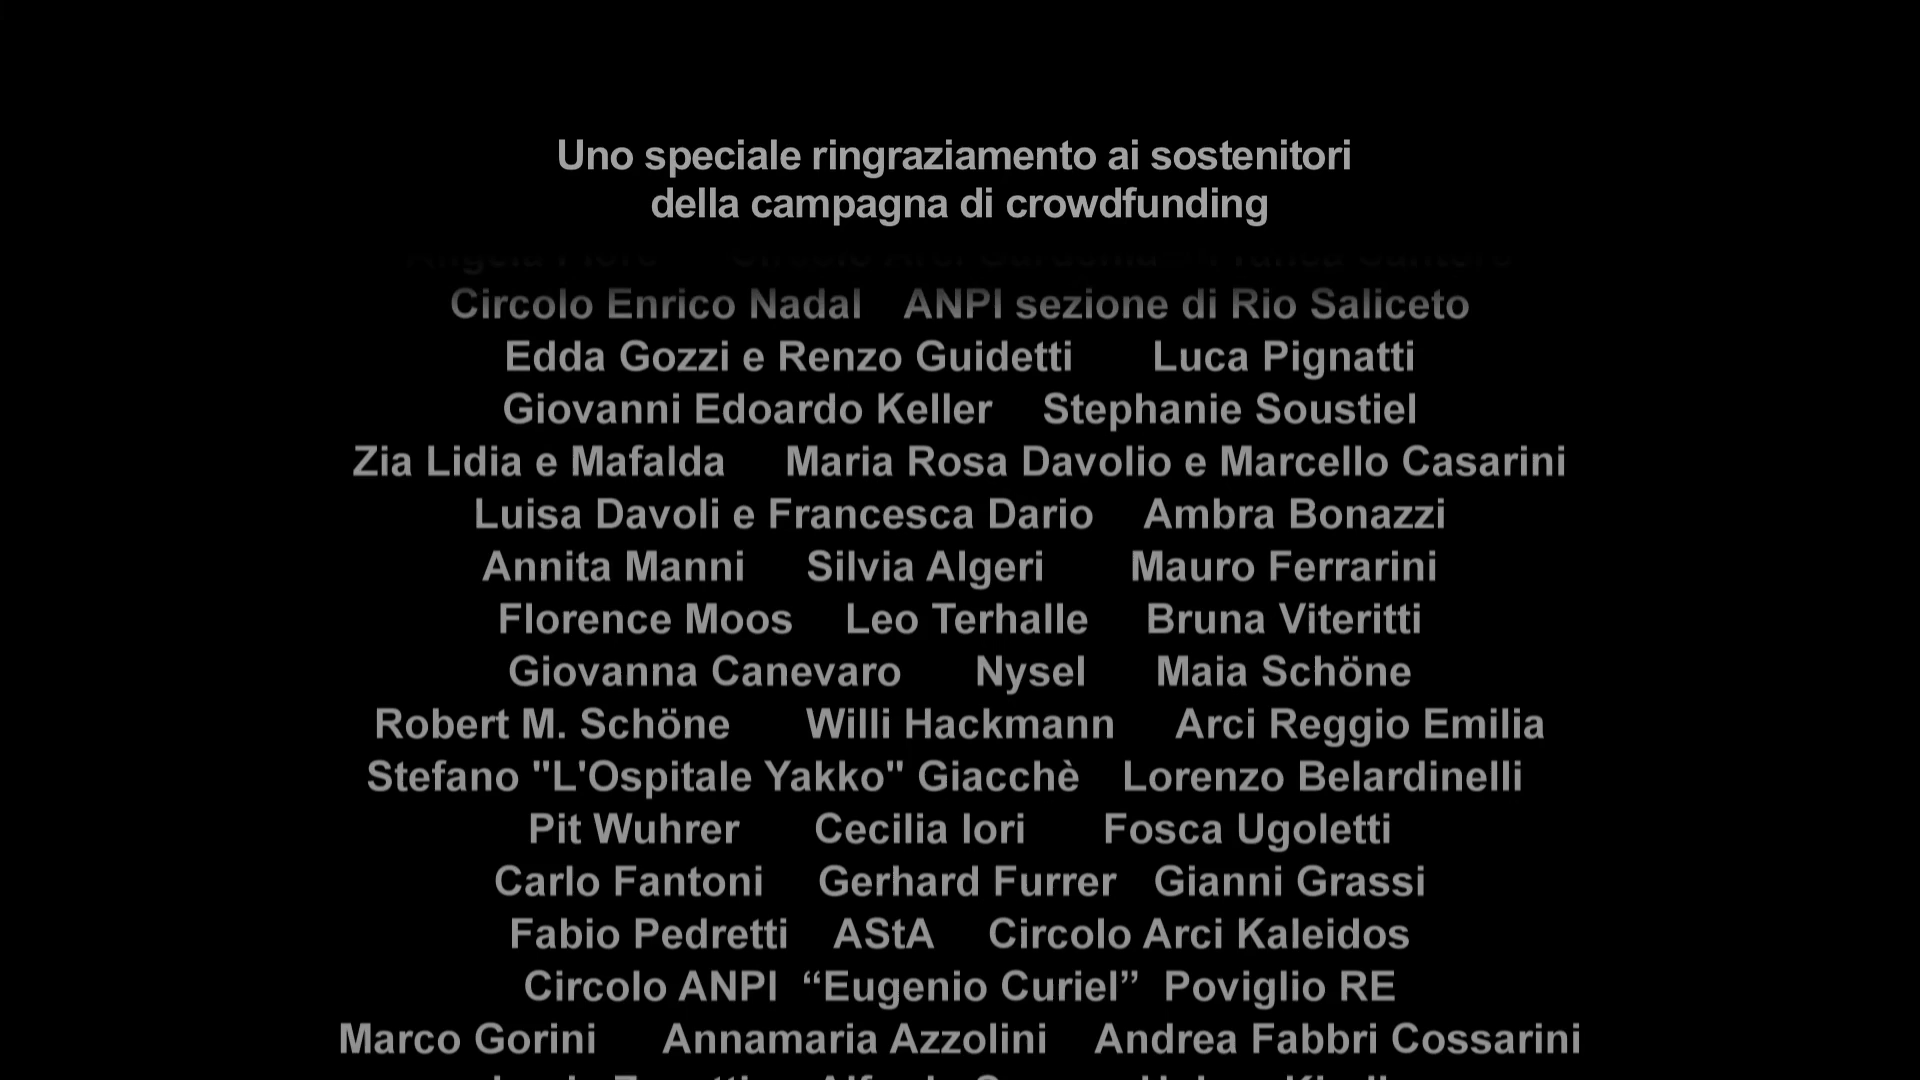 Uno speciale ringraziamento ai sostenitori
della campagna di crowdfunding
Circolo Enrico Nadal ANPI sezione di Rio Saliceto
Edda Gozzi e Renzo Guidetti Luca Pignatti
Giovanni Edoardo Keller Stephanie Soustiel
Zia Lidia e Mafalda Maria Rosa Davolio e Marcello Casarini
Luisa Davoli e Francesca Dario Ambra Bonazzi
Annita Manni Silvia Algeri Mauro Ferrarini
Florence Moos Leo Terhalle Bruna Viteritti
Giovanna Canevaro Nysel Maia Schöne
Robert M. Schöne Willi Hackmann Arci Reggio Emilia
Stefano "L'Ospitale Yakko" Giacchè Lorenzo Belardinelli
Pit Wuhrer Cecilia Iori Fosca Ugoletti
Carlo Fantoni Gerhard Furrer Gianni Grassi
Fabio Pedretti AStA Circolo Arci Kaleidos
Circolo ANPI “Eugenio Curiel” Poviglio RE
Marco Gorini Annamaria Azzolini Andrea Fabbri Cossarini